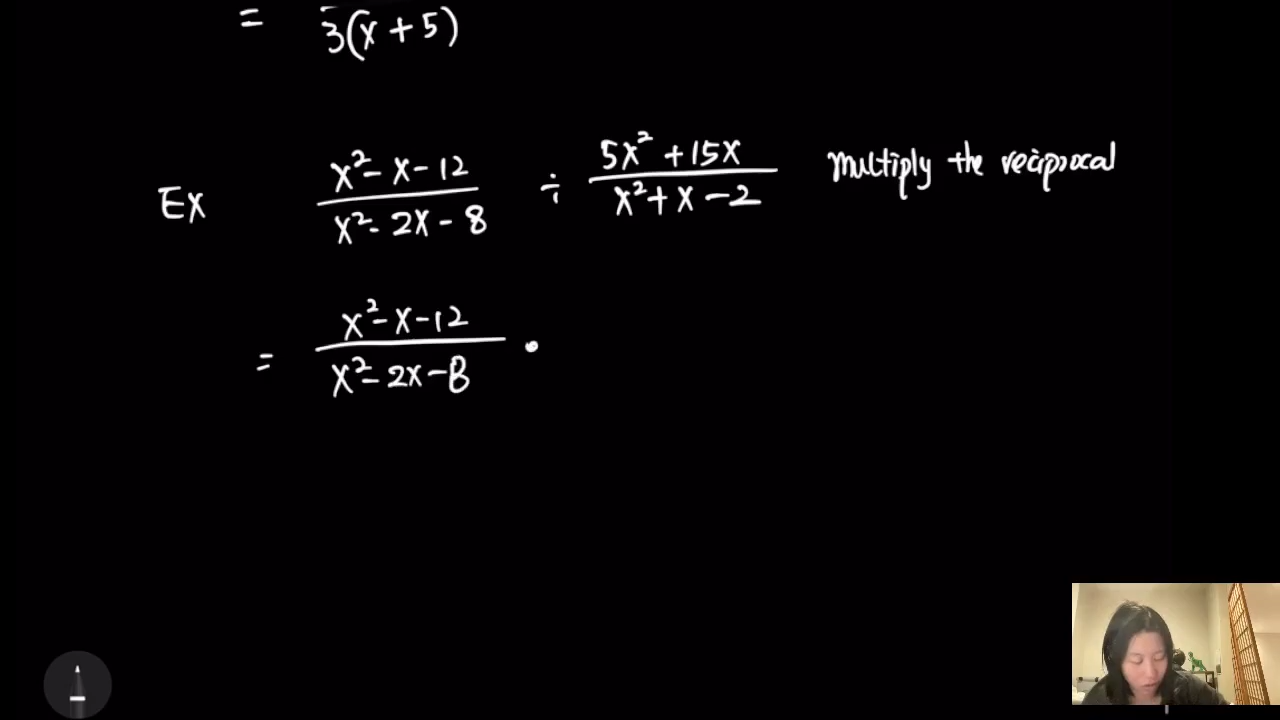 =
3(x + 5)
Ex
x² - x - 12
x² - 2x - 8
÷
5x² + 15x
x² + x - 2
Multiply the reciprocal
=
x² - x - 12
x² - 2x - 8
•